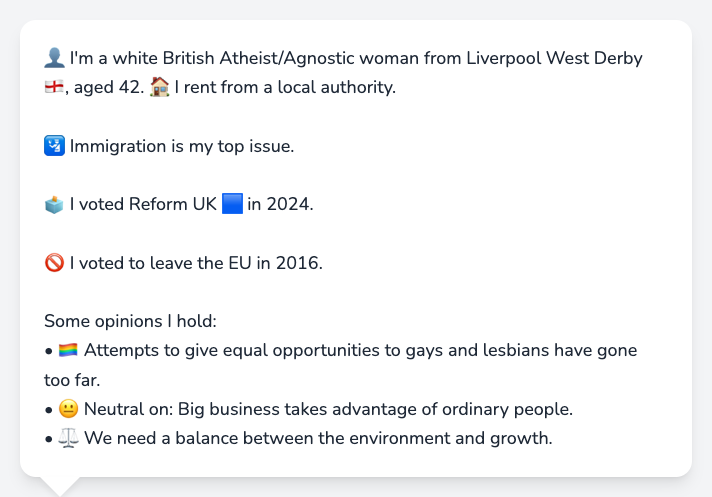 👤 I'm a white British Atheist/Agnostic woman from Liverpool West Derby
🏴󠁧󠁢󠁥󠁮󠁧󠁿, aged 42. 🏠 I rent from a local authority.
🛂 Immigration is my top issue.
🗳️ I voted Reform UK 🟦 in 2024.
🚫 I voted to leave the EU in 2016.
Some opinions I hold:
• 🏳️‍🌈 Attempts to give equal opportunities to gays and lesbians have gone
too far.
• 😐 Neutral on: Big business takes advantage of ordinary people.
• ⚖️ We need a balance between the environment and growth.